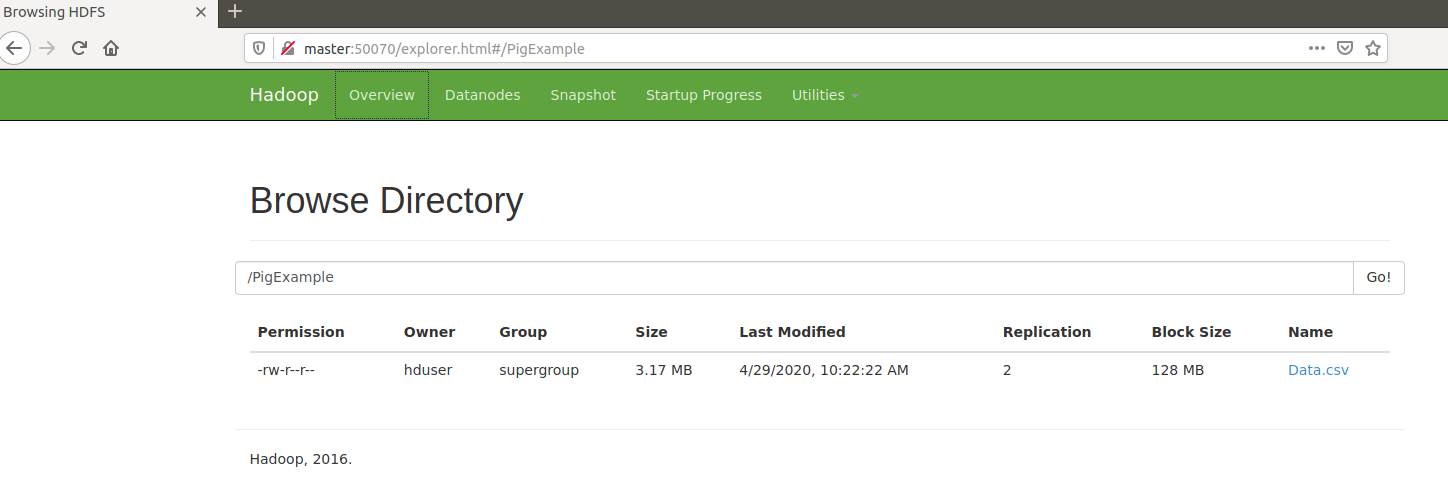 Browsing HDFS
master:50070/explorer.html#/PigExample
Hadoop Overview Datanodes Snapshot Startup Progress Utilities
Browse Directory
/PigExample Go!
Permission Owner Group Size Last Modified Replication Block Size Name
-rw-r--r-- hduser supergroup 3.17 MB 4/29/2020, 10:22:22 AM 2 128 MB Data.csv
Hadoop, 2016.